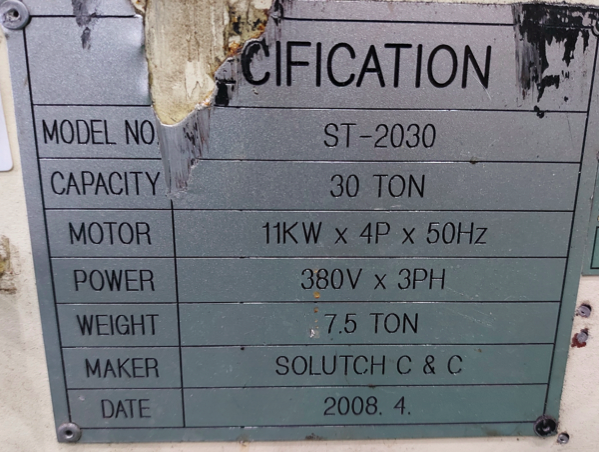 CIFICATION
MODEL NO. ST-2030
CAPACITY 30 TON
MOTOR 11KW x 4P x 50Hz
POWER 380V x 3PH
WEIGHT 7.5 TON
MAKER SOLUTCH C & C
DATE 2008. 4.